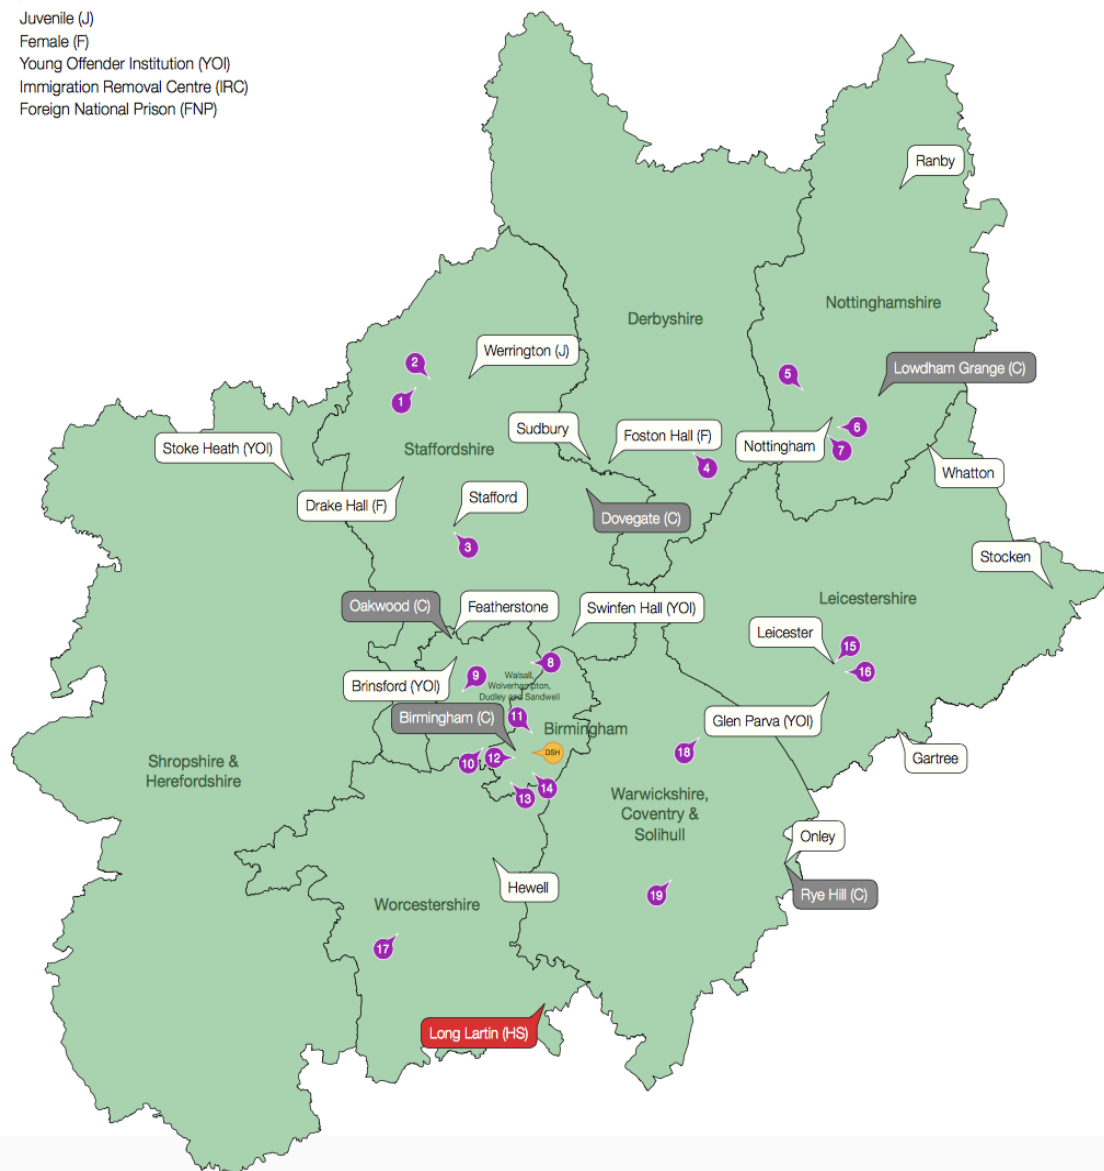 Juvenile (J)
Female (F)
Young Offender Institution (YOI)
Immigration Removal Centre (IRC)
Foreign National Prison (FNP)
Ranby
Nottinghamshire
Derbyshire
Werrington (J)
2
Lowdham Grange (C)
5
1
Sudbury
Foston Hall (F)
6
Stoke Heath (YOI)
Staffordshire
Nottingham
7
4
Whatton
Drake Hall (F)
Stafford
Dovegate (C)
3
Stocken
Oakwood (C)
Featherstone
Swinfen Hall (YOI)
Leicestershire
Leicester
15
8
16
9
Walsall,
Wolverhampton,
Dudley and Sandwell
Brinsford (YOI)
Birmingham (C)
11
Birmingham
Glen Parva (YOI)
DSH
18
12
10
Gartree
Shropshire &
Herefordshire
14
13
Warwickshire,
Coventry &
Solihull
Onley
Hewell
19
Rye Hill (C)
Worcestershire
17
Long Lartin (HS)